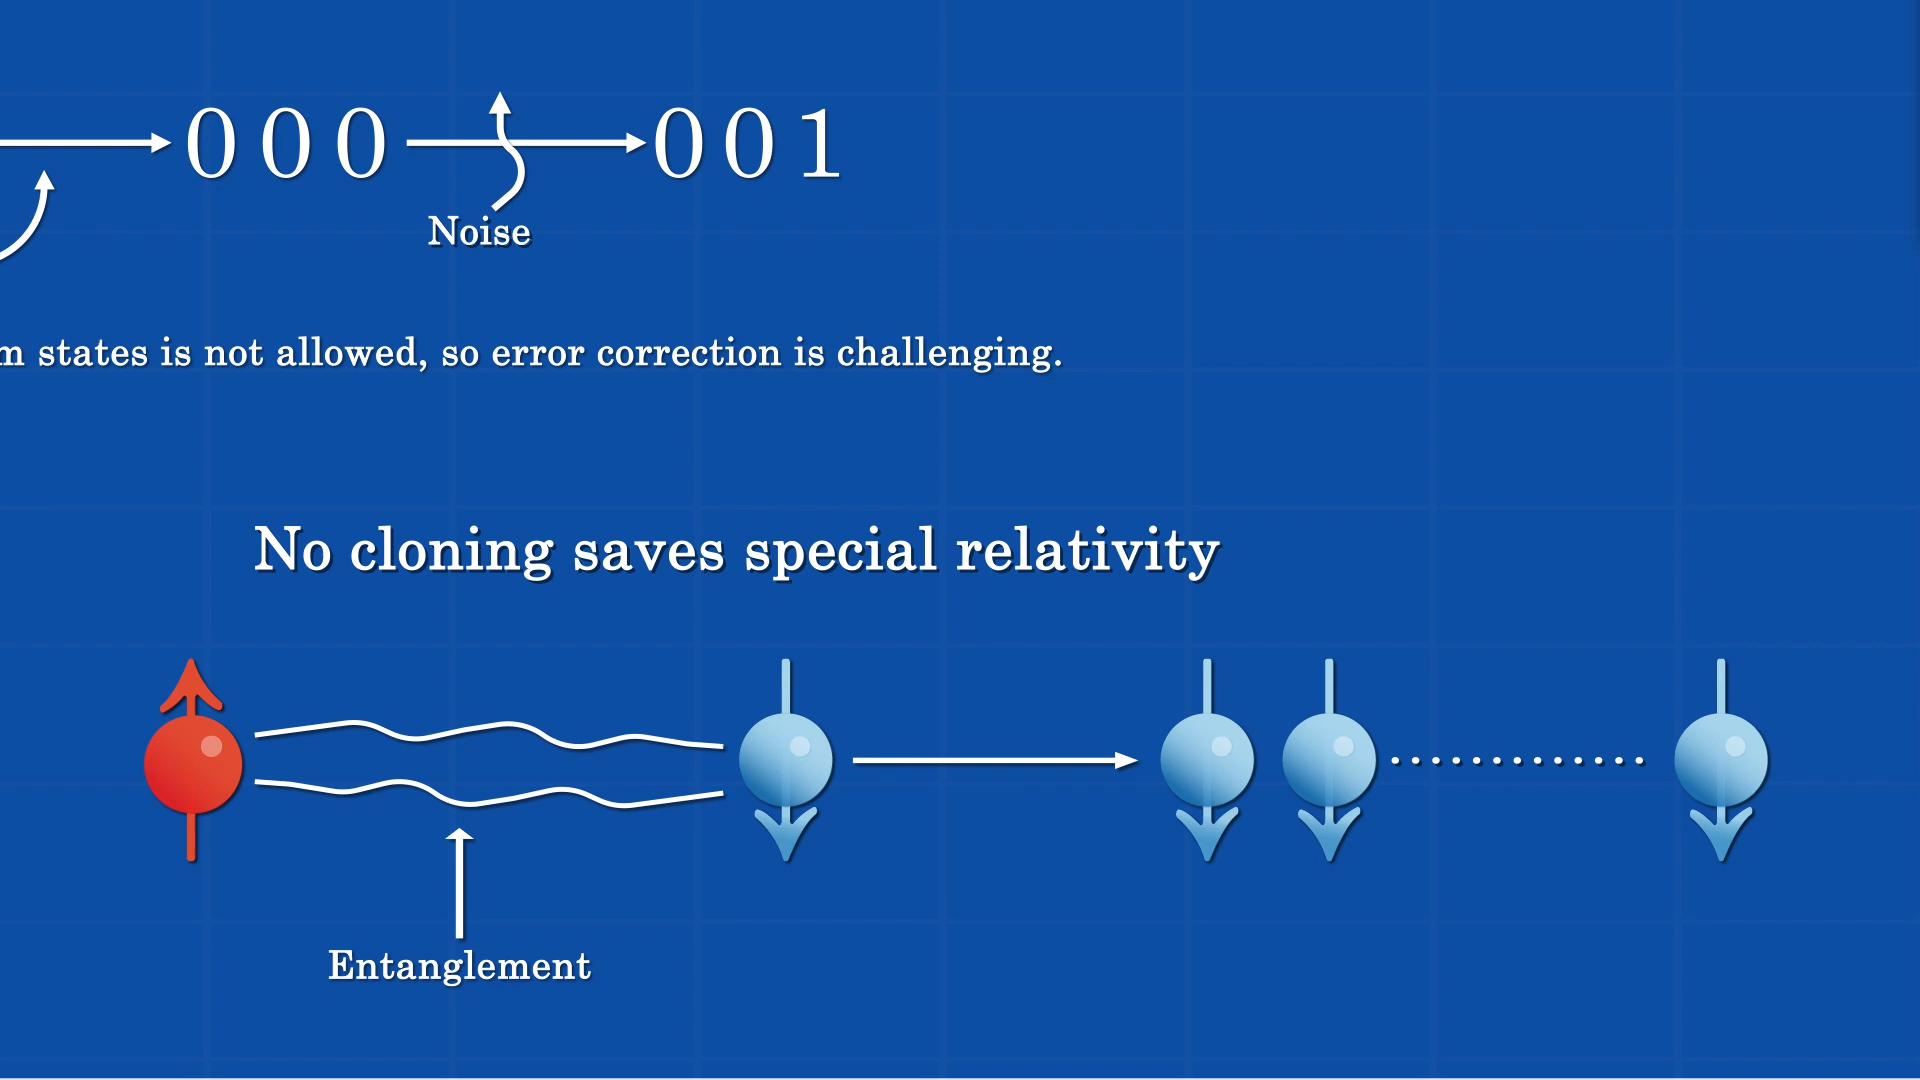 0 0 0 0 0 1
Noise
m states is not allowed, so error correction is challenging.
No cloning saves special relativity
Entanglement